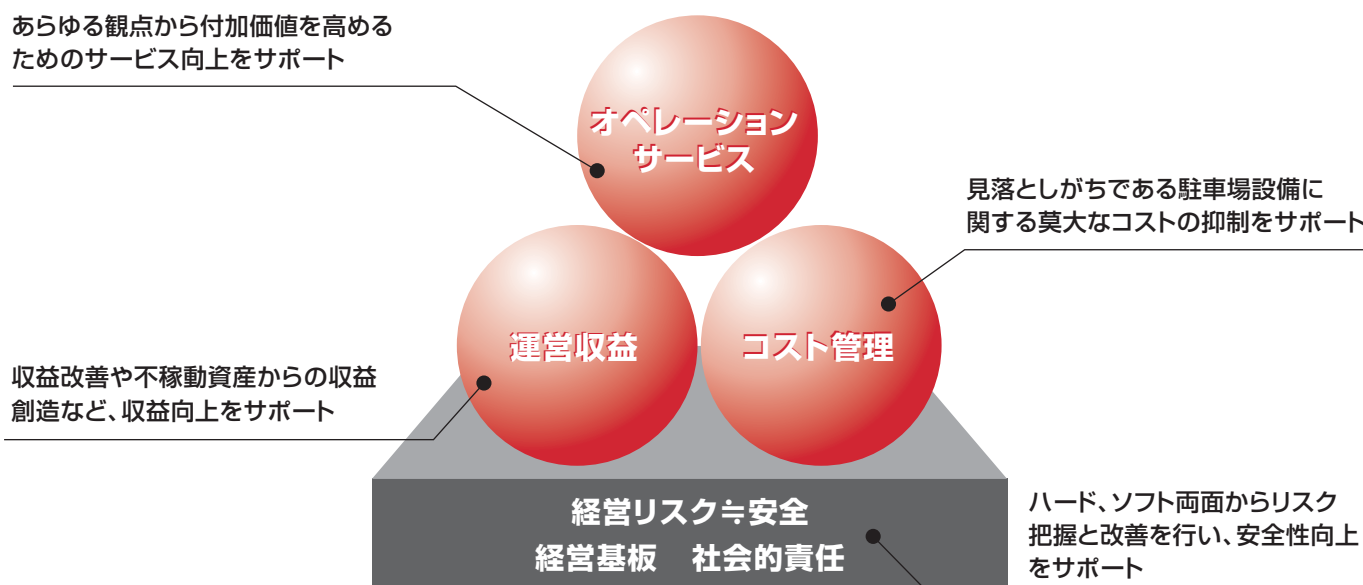 あらゆる観点から付加価値を高める
ためのサービス向上をサポート
オペレーション
サービス
見落としがちである駐車場設備に
関する莫大なコストの抑制をサポート
運営収益
コスト管理
収益改善や不稼動資産からの収益
創造など、収益向上をサポート
経営リスク≒安全
経営基板 社会的責任
ハード、ソフト両面からリスク
把握と改善を行い、安全性向上
をサポート